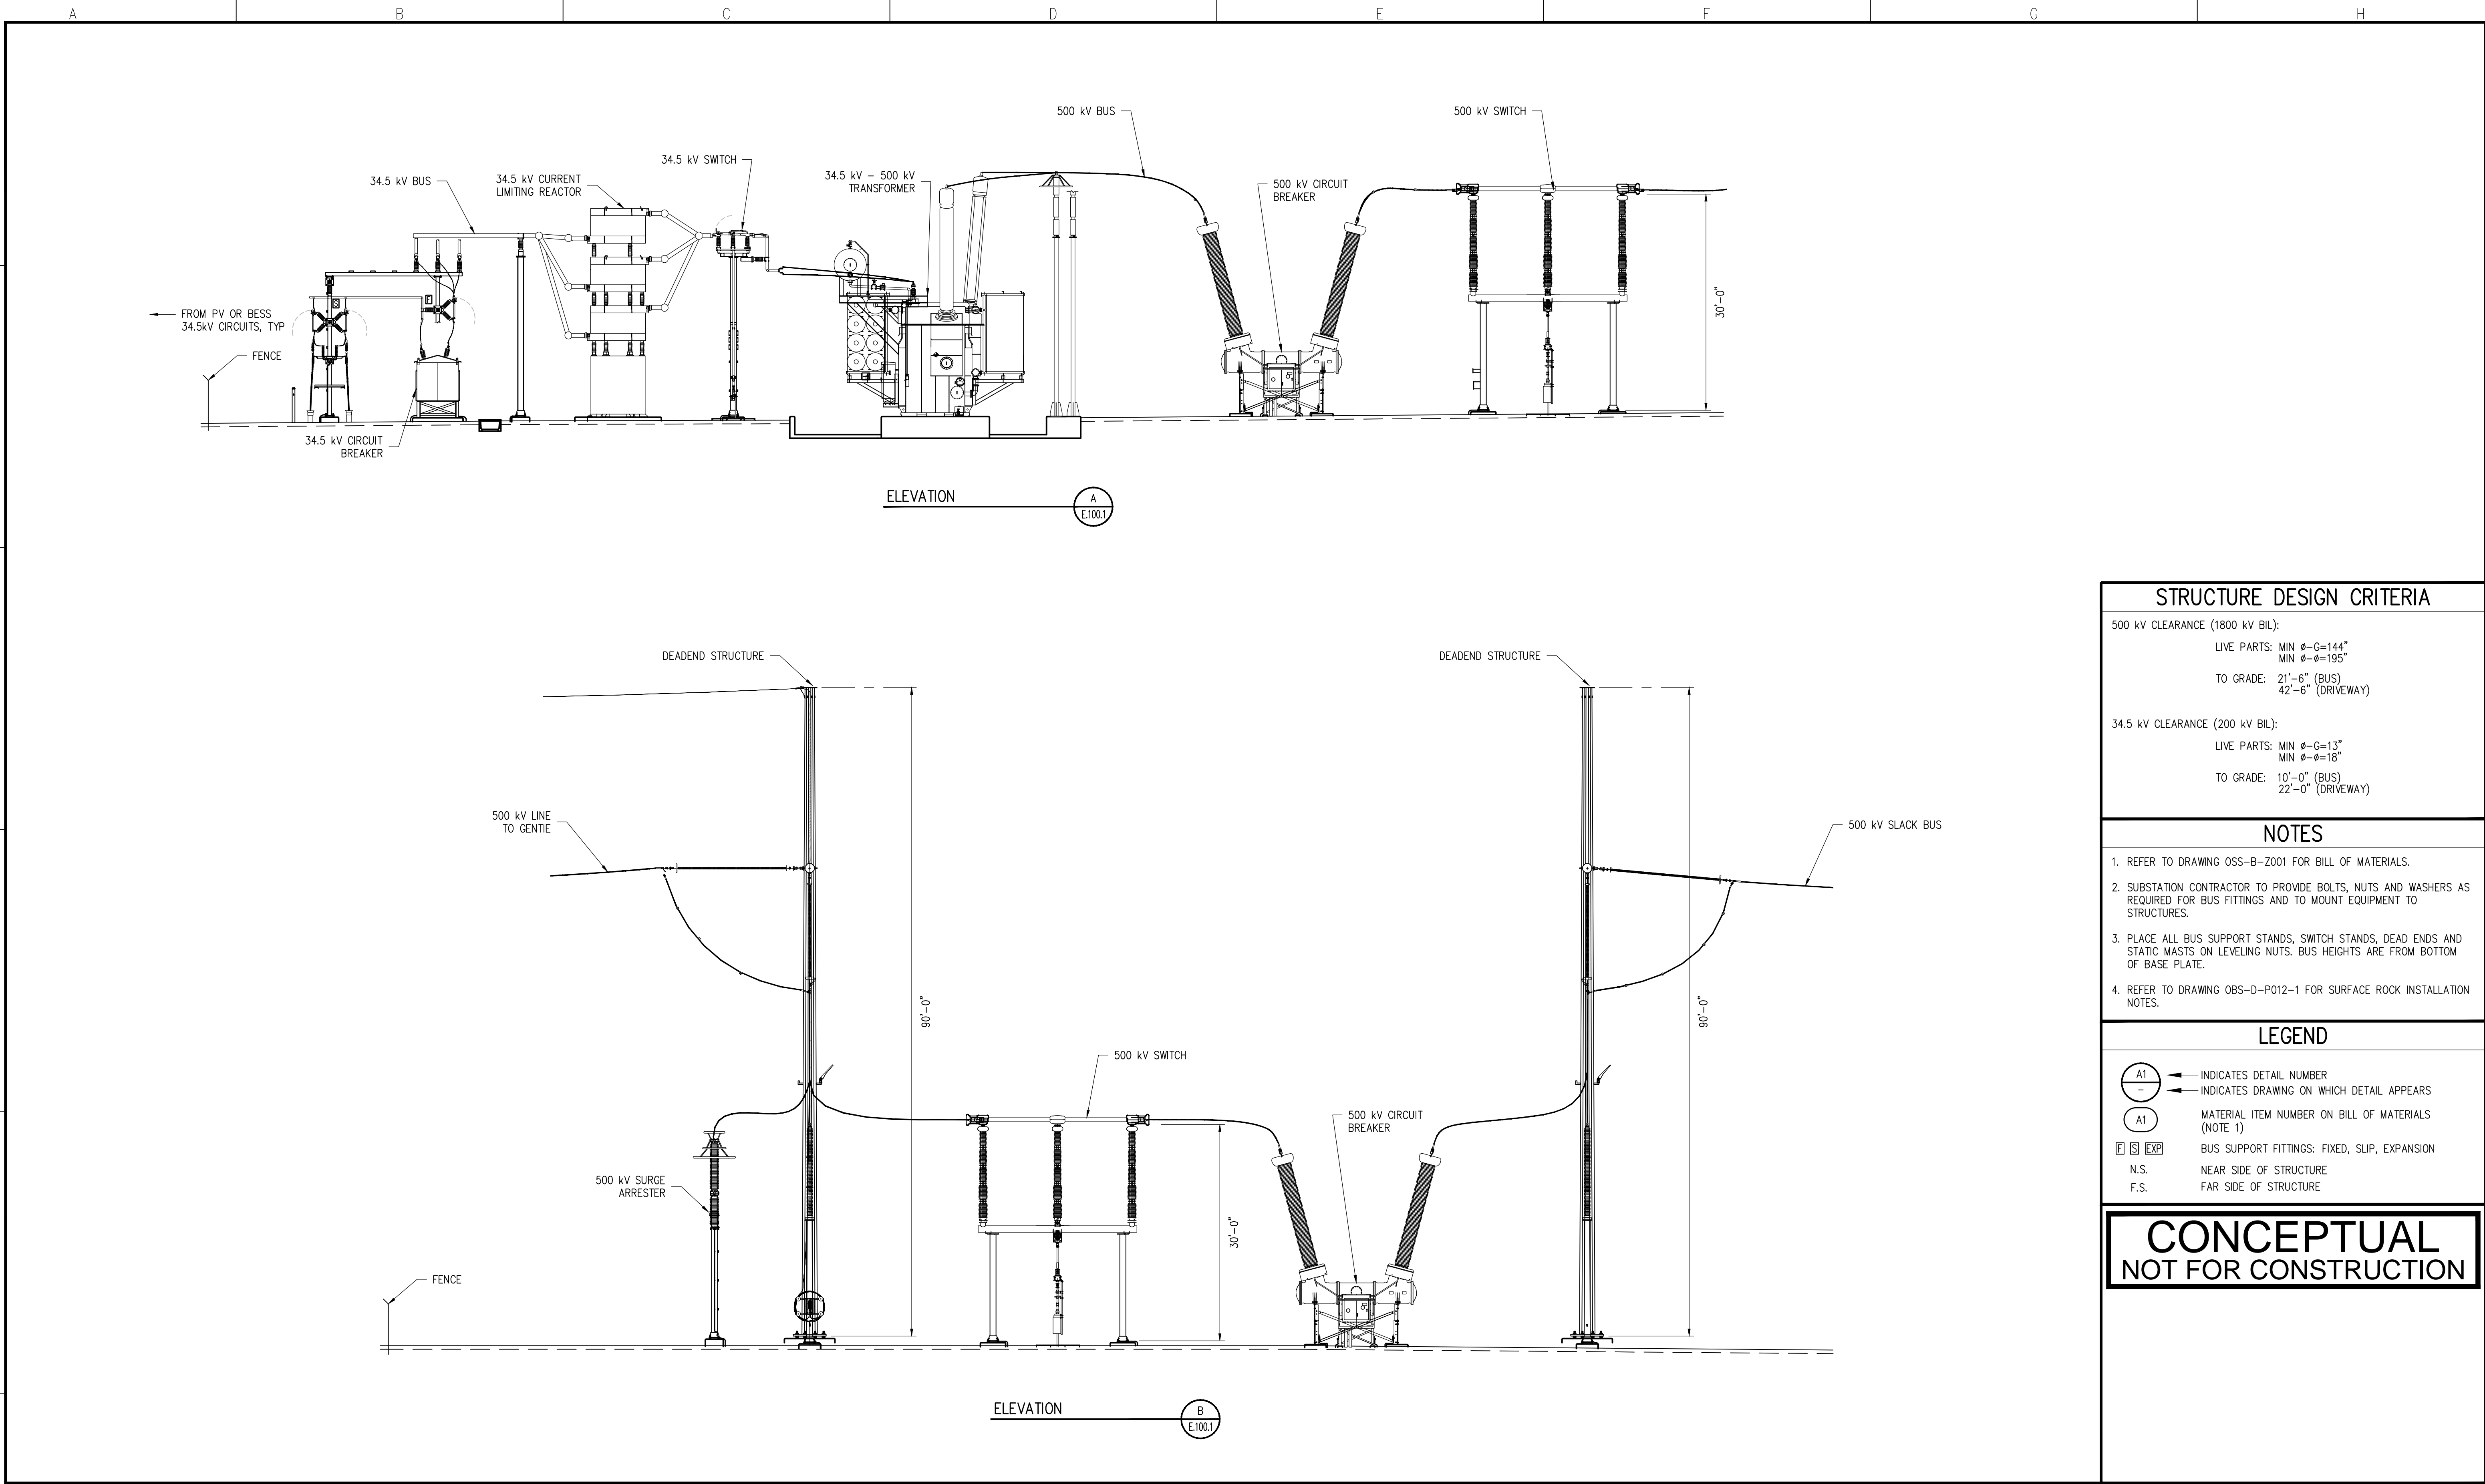 A B C D E F G H
500 kV BUS
500 kV SWITCH
34.5 kV SWITCH
34.5 kV BUS
34.5 kV CURRENT
LIMITING REACTOR
34.5 kV – 500 kV
TRANSFORMER
500 kV CIRCUIT
BREAKER
S
F
FROM PV OR BESS
34.5kV CIRCUITS, TYP
30'-0"
FENCE
34.5 kV CIRCUIT
BREAKER
ELEVATION
A
E.100.1
DEADEND STRUCTURE
DEADEND STRUCTURE
500 kV LINE
TO GENTIE
500 kV SLACK BUS
90'-0"
90'-0"
500 kV SWITCH
500 kV CIRCUIT
BREAKER
500 kV SURGE
ARRESTER
30'-0"
FENCE
ELEVATION
B
E.100.1
STRUCTURE DESIGN CRITERIA
500 kV CLEARANCE (1800 kV BIL):
LIVE PARTS: MIN ø-G=144"
MIN ø-ø=195"
TO GRADE: 21'-6" (BUS)
42'-6" (DRIVEWAY)
34.5 kV CLEARANCE (200 kV BIL):
LIVE PARTS: MIN ø-G=13"
MIN ø-ø=18"
TO GRADE: 10'-0" (BUS)
22'-0" (DRIVEWAY)
NOTES
1. REFER TO DRAWING OSS-B-Z001 FOR BILL OF MATERIALS.
2. SUBSTATION CONTRACTOR TO PROVIDE BOLTS, NUTS AND WASHERS AS
REQUIRED FOR BUS FITTINGS AND TO MOUNT EQUIPMENT TO
STRUCTURES.
3. PLACE ALL BUS SUPPORT STANDS, SWITCH STANDS, DEAD ENDS AND
STATIC MASTS ON LEVELING NUTS. BUS HEIGHTS ARE FROM BOTTOM
OF BASE PLATE.
4. REFER TO DRAWING OBS-D-P012-1 FOR SURFACE ROCK INSTALLATION
NOTES.
LEGEND
A1 INDICATES DETAIL NUMBER
- INDICATES DRAWING ON WHICH DETAIL APPEARS
A1 MATERIAL ITEM NUMBER ON BILL OF MATERIALS
(NOTE 1)
F S EXP BUS SUPPORT FITTINGS: FIXED, SLIP, EXPANSION
N.S. NEAR SIDE OF STRUCTURE
F.S. FAR SIDE OF STRUCTURE
CONCEPTUAL
NOT FOR CONSTRUCTION